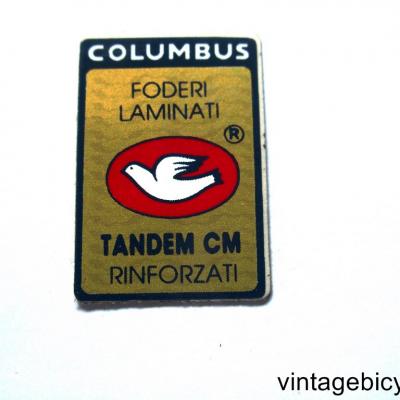 COLUMBUS
FODERI
LAMINATI
®
TANDEM CM
RINFORZATI
vintagebicy